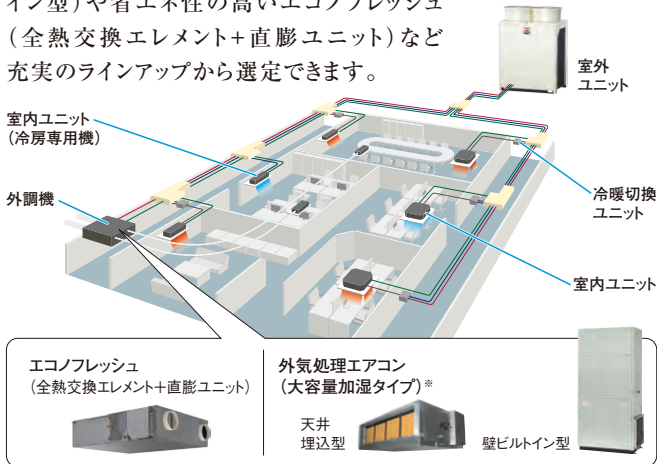 イン型）や省エネ性の高いエコノフレッシュ
（全熱交換エレメント+直膨ユニット）など
充実のラインアップから選定できます。
室外
ユニット
室内ユニット
（冷房専用機）
外調機
冷暖切換
ユニット
室内ユニット
エコノフレッシュ
（全熱交換エレメント+直膨ユニット）
外気処理エアコン
（大容量加湿タイプ）※
天井
埋込型
壁ビルトイン型